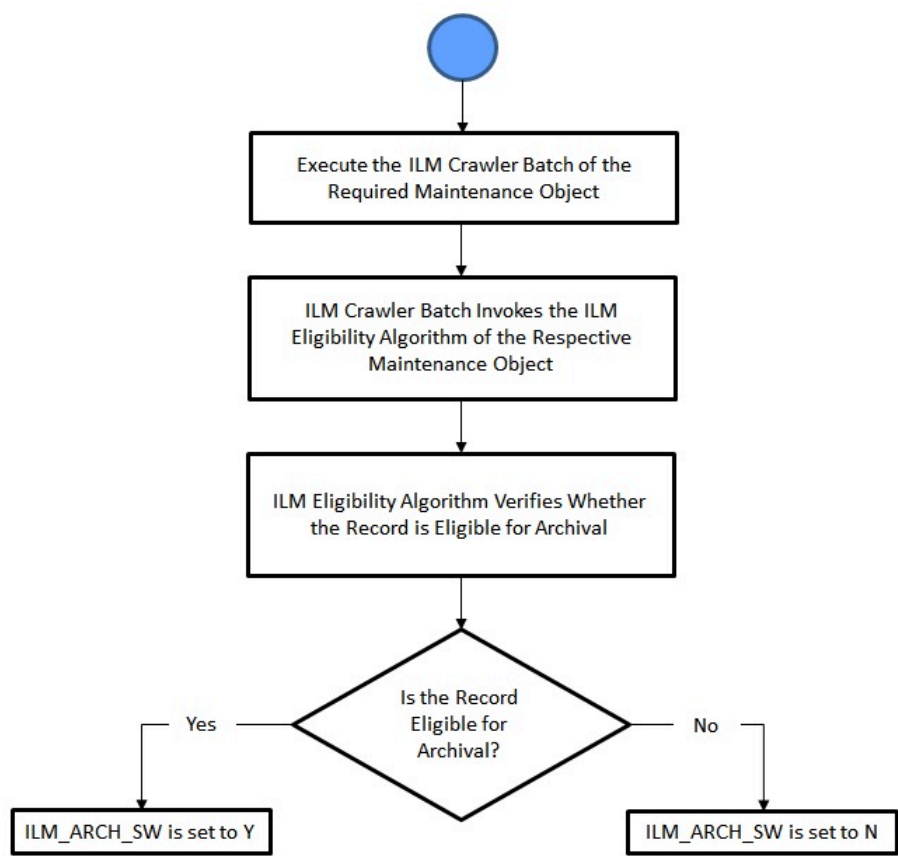 Execute the ILM Crawler Batch of the
Required Maintenance Object
ILM Crawler Batch Invokes the ILM
Eligibility Algorithm of the Respective
Maintenance Object
ILM Eligibility Algorithm Verifies Whether
the Record is Eligible for Archival
Is the Record
Eligible for
Archival?
Yes
No
ILM_ARCH_SW is set to Y
ILM_ARCH_SW is set to N